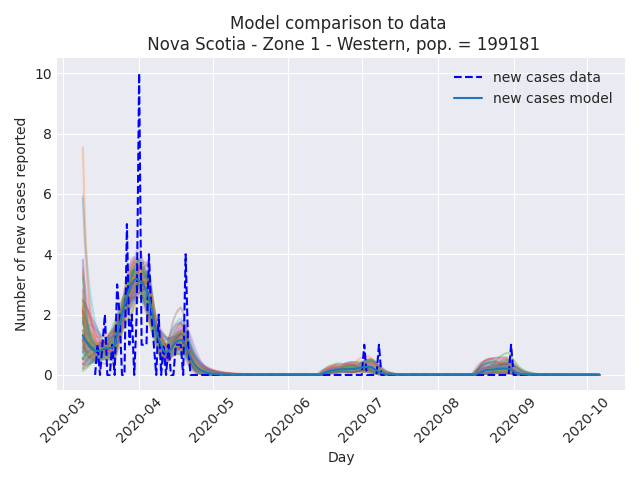 Model comparison to data
Nova Scotia - Zone 1 - Western, pop. = 199181
new cases data
new cases model
Number of new cases reported
10
8
6
4
2
0
2020-03
2020-04
2020-05
2020-06
2020-07
2020-08
2020-09
2020-10
Day